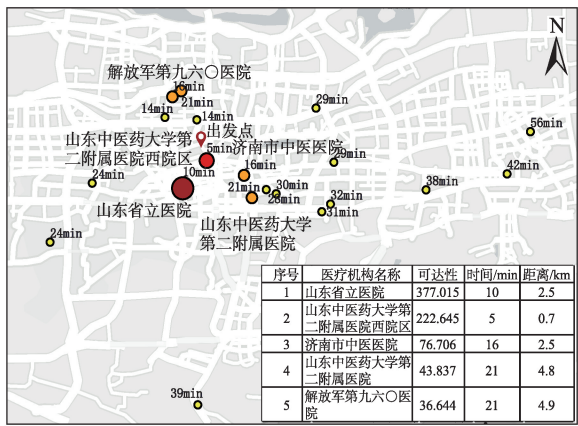 N
解放军第九六〇医院
16min
21min
14min
14min
29min
56min
出发点
山东中医药大学第
二附属医院西院区
5min
济南市中医医院
29min
10min
16min
42min
24min
21min
30min
28min
38min
山东省立医院
32min
31min
山东中医药大学
第二附属医院
24min
39min
序号 医疗机构名称 可达性 时间/min 距离/km
1 山东省立医院 377.015 10 2.5
2 山东中医药大学第
二附属医院西院区 222.645 5 0.7
3 济南市中医医院 76.706 16 2.5
4 山东中医药大学第
二附属医院 43.837 21 4.8
5 解放军第九六〇医
院 36.644 21 4.9